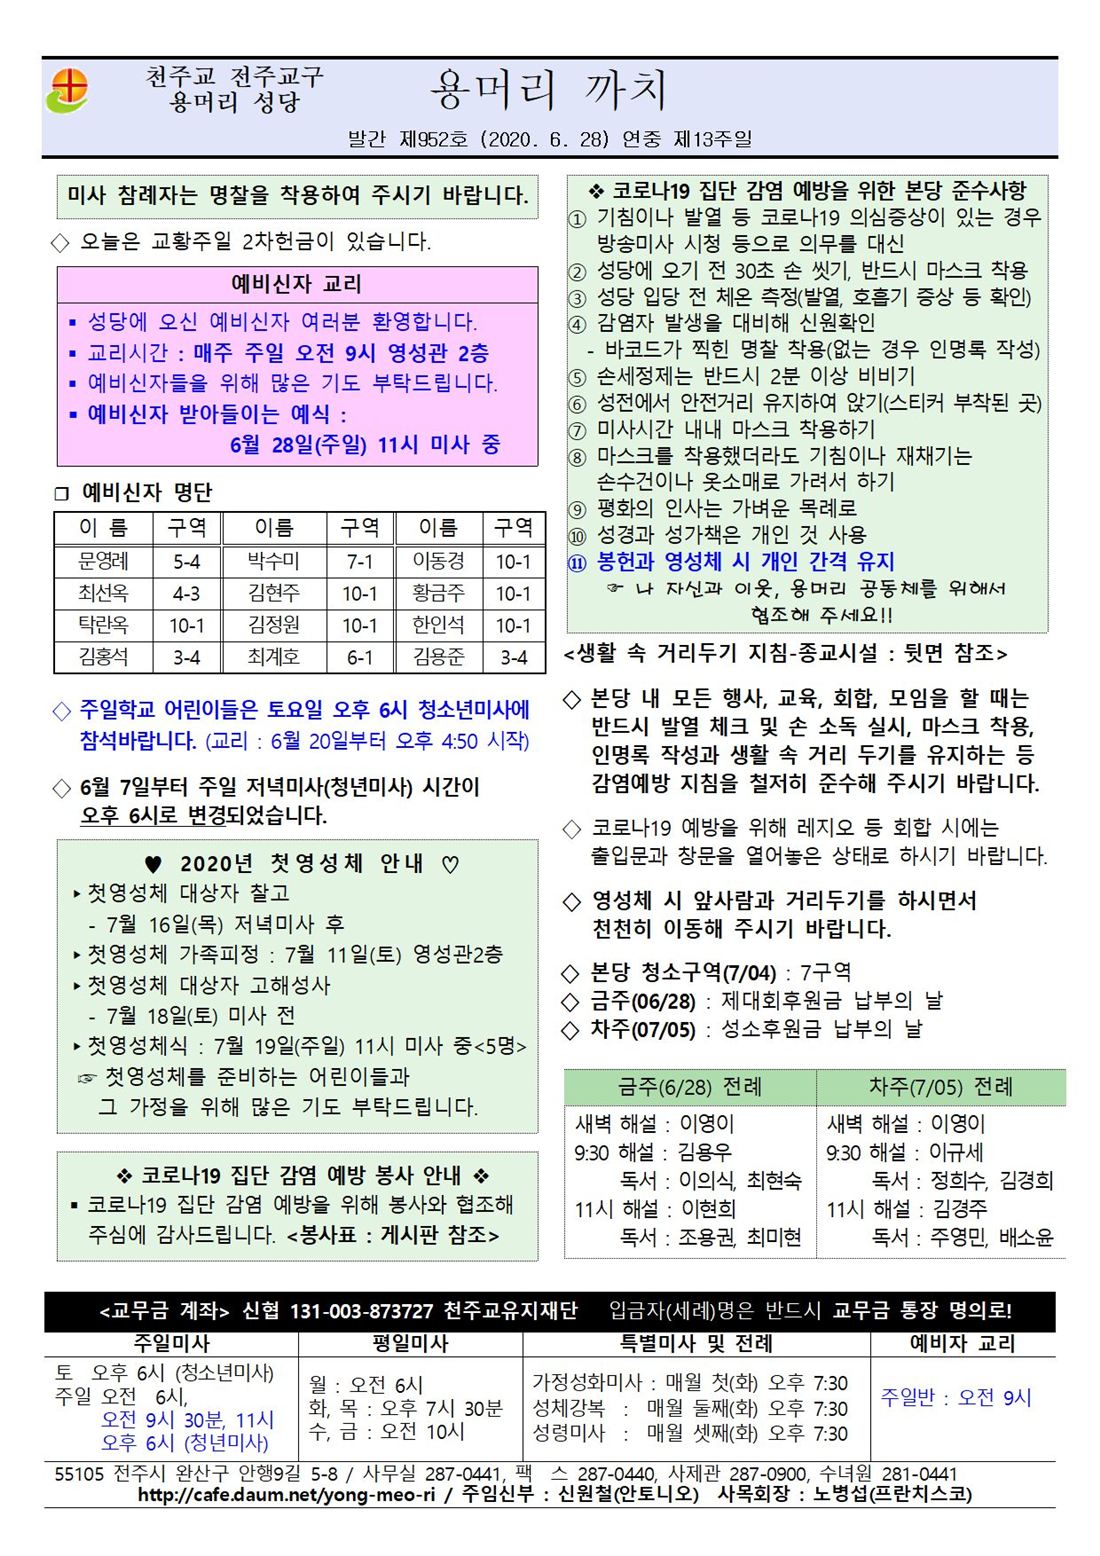 천주교 전주교구
용머리 성당
용머리 까치
발간 제952호 (2020. 6. 28) 연중 제13주일
미사 참례자는 명찰을 착용하여 주시기 바랍니다.
◇ 오늘은 교황주일 2차헌금이 있습니다.
예비신자 교리
▪ 성당에 오신 예비신자 여러분 환영합니다.
▪ 교리시간 : 매주 주일 오전 9시 영성관 2층
▪ 예비신자들을 위해 많은 기도 부탁드립니다.
▪ 예비신자 받아들이는 예식 :
6월 28일(주일) 11시 미사 중
❒ 예비신자 명단
이 름 구역 이름 구역 이름 구역
문영례 5-4 박수미 7-1 이동경 10-1
최선옥 4-3 김현주 10-1 황금주 10-1
탁란옥 10-1 김정원 10-1 한인석 10-1
김홍석 3-4 최계호 6-1 김용준 3-4
◇ 주일학교 어린이들은 토요일 오후 6시 청소년미사에
참석바랍니다. (교리 : 6월 20일부터 오후 4:50 시작)
◇ 6월 7일부터 주일 저녁미사(청년미사) 시간이
오후 6시로 변경되었습니다.
♥ 2020년 첫영성체 안내 ♡
▸첫영성체 대상자 찰고
- 7월 16일(목) 저녁미사 후
▸첫영성체 가족피정 : 7월 11일(토) 영성관2층
▸첫영성체 대상자 고해성사
- 7월 18일(토) 미사 전
▸첫영성체식 : 7월 19일(주일) 11시 미사 중<5명>
☞ 첫영성체를 준비하는 어린이들과
그 가정을 위해 많은 기도 부탁드립니다.
❖ 코로나19 집단 감염 예방 봉사 안내 ❖
▪ 코로나19 집단 감염 예방을 위해 봉사와 협조해
주심에 감사드립니다. <봉사표 : 게시판 참조>
❖ 코로나19 집단 감염 예방을 위한 본당 준수사항
① 기침이나 발열 등 코로나19 의심증상이 있는 경우
방송미사 시청 등으로 의무를 대신
② 성당에 오기 전 30초 손 씻기, 반드시 마스크 착용
③ 성당 입당 전 체온 측정(발열, 호흡기 증상 등 확인)
④ 감염자 발생을 대비해 신원확인
- 바코드가 찍힌 명찰 착용(없는 경우 인명록 작성)
⑤ 손세정제는 반드시 2분 이상 비비기
⑥ 성전에서 안전거리 유지하여 앉기(스티커 부착된 곳)
⑦ 미사시간 내내 마스크 착용하기
⑧ 마스크를 착용했더라도 기침이나 재채기는
손수건이나 옷소매로 가려서 하기
⑨ 평화의 인사는 가벼운 목례로
⑩ 성경과 성가책은 개인 것 사용
⑪ 봉헌과 영성체 시 개인 간격 유지
☞ 나 자신과 이웃, 용머리 공동체를 위해서
협조해 주세요!!
<생활 속 거리두기 지침-종교시설 : 뒷면 참조>
◇ 본당 내 모든 행사, 교육, 회합, 모임을 할 때는
반드시 발열 체크 및 손 소독 실시, 마스크 착용,
인명록 작성과 생활 속 거리 두기를 유지하는 등
감염예방 지침을 철저히 준수해 주시기 바랍니다.
◇ 코로나19 예방을 위해 레지오 등 회합 시에는
출입문과 창문을 열어놓은 상태로 하시기 바랍니다.
◇ 영성체 시 앞사람과 거리두기를 하시면서
천천히 이동해 주시기 바랍니다.
◇ 본당 청소구역(7/04) : 7구역
◇ 금주(06/28) : 제대회후원금 납부의 날
◇ 차주(07/05) : 성소후원금 납부의 날
금주(6/28) 전례 차주(7/05) 전례
새벽 해설 : 이영이 새벽 해설 : 이영이
9:30 해설 : 김용우 9:30 해설 : 이규세
독서 : 이의식, 최현숙 독서 : 정희수, 김경희
11시 해설 : 이현희 11시 해설 : 김경주
독서 : 조용권, 최미현 독서 : 주영민, 배소윤
<교무금 계좌> 신협 131-003-873727 천주교유지재단 입금자(세례)명은 반드시 교무금 통장 명의로!
주일미사 평일미사 특별미사 및 전례 예비자 교리
토 오후 6시 (청소년미사)
주일 오전 6시,
오전 9시 30분, 11시
오후 6시 (청년미사)
월 : 오전 6시
화, 목 : 오후 7시 30분
수, 금 : 오전 10시
가정성화미사 : 매월 첫(화) 오후 7:30
성체강복 : 매월 둘째(화) 오후 7:30
성령미사 : 매월 셋째(화) 오후 7:30
주일반 : 오전 9시
55105 전주시 완산구 안행9길 5-8 / 사무실 287-0441, 팩 스 287-0440, 사제관 287-0900, 수녀원 281-0441
http://cafe.daum.net/yong-meo-ri / 주임신부 : 신원철(안토니오) 사목회장 : 노병섭(프란치스코)